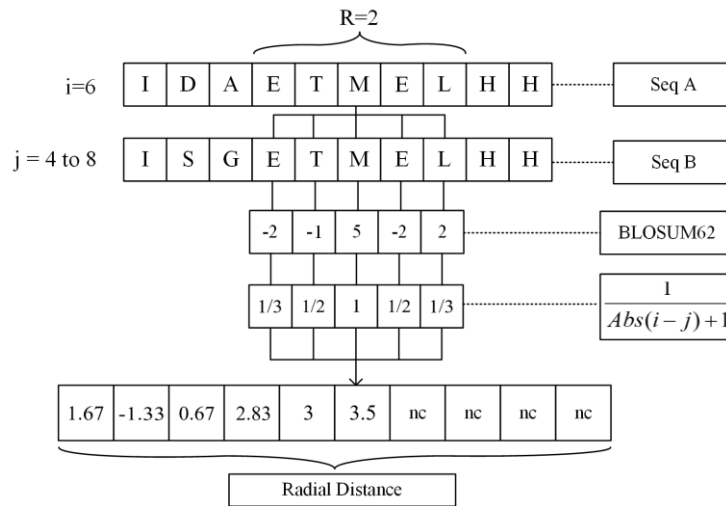 R=2
i=6 I D A E T M E L H H Seq A
j = 4 to 8 I S G E T M E L H H Seq B
-2 -1 5 -2 2 BLOSUM62
1/3 1/2 1 1/2 1/3 1
Abs(i − j) + 1
1.67 -1.33 0.67 2.83 3 3.5 nc nc nc nc
Radial Distance